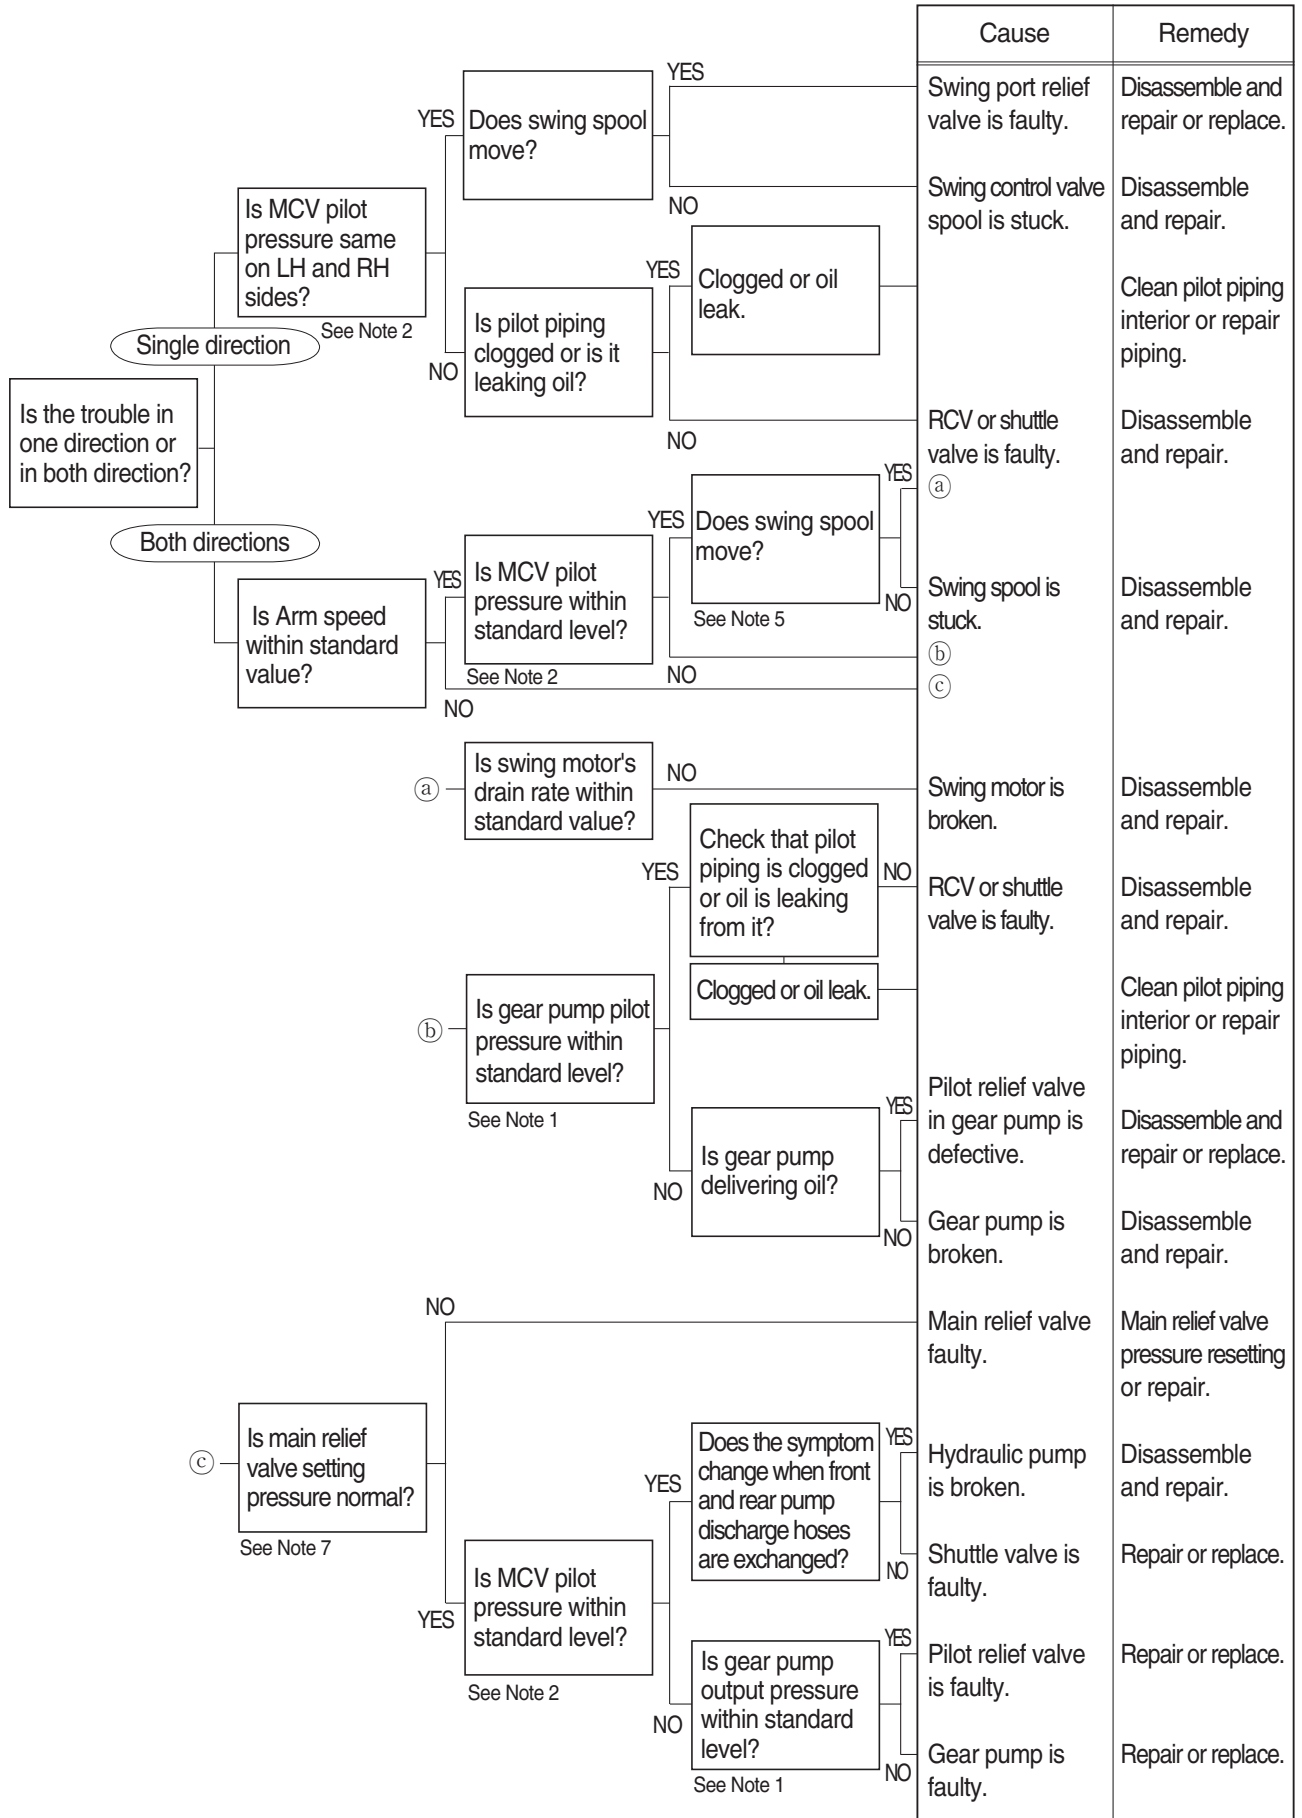 Cause
Remedy
YES
Swing port relief
valve is faulty.
Disassemble and
repair or replace.
YES
Does swing spool
move?
NO
Swing control valve
spool is stuck.
Disassemble
and repair.
Is MCV pilot
pressure same
on LH and RH
sides?
See Note 2
Single direction
NO
Is pilot piping
clogged or is it
leaking oil?
YES
Clogged or oil
leak.
Clean pilot piping
interior or repair
piping.
NO
RCV or shuttle
valve is faulty.
Disassemble
and repair.
Is the trouble in
one direction or
in both direction?
Both directions
Is Arm speed
within standard
value?
YES
Is MCV pilot
pressure within
standard level?
See Note 2
YES
Does swing spool
move?
See Note 5
YES
ⓐ
NO
Swing spool is
stuck.
Disassemble
and repair.
NO
ⓑ
NO
ⓒ
ⓐ
Is swing motor's
drain rate within
standard value?
NO
Swing motor is
broken.
Disassemble
and repair.
ⓑ
Is gear pump pilot
pressure within
standard level?
See Note 1
YES
Check that pilot
piping is clogged
or oil is leaking
from it?
NO
RCV or shuttle
valve is faulty.
Disassemble
and repair.
Clogged or oil leak.
Clean pilot piping
interior or repair
piping.
NO
Is gear pump
delivering oil?
YES
Pilot relief valve
in gear pump is
defective.
Disassemble and
repair or replace.
NO
Gear pump is
broken.
Disassemble
and repair.
ⓒ
Is main relief
valve setting
pressure normal?
See Note 7
NO
Main relief valve
faulty.
Main relief valve
pressure resetting
or repair.
YES
Is MCV pilot
pressure within
standard level?
See Note 2
YES
Does the symptom
change when front
and rear pump
discharge hoses
are exchanged?
YES
Hydraulic pump
is broken.
Disassemble
and repair.
NO
Shuttle valve is
faulty.
Repair or replace.
NO
Is gear pump
output pressure
within standard
level?
See Note 1
YES
Pilot relief valve
is faulty.
Repair or replace.
NO
Gear pump is
faulty.
Repair or replace.